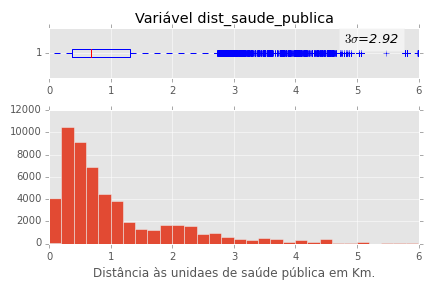 Variável dist_saude_publica
3σ=2.92
1
0 1 2 3 4 5 6
12000
10000
8000
6000
4000
2000
0
0 1 2 3 4 5 6
Distância às unidaes de saúde pública em Km.